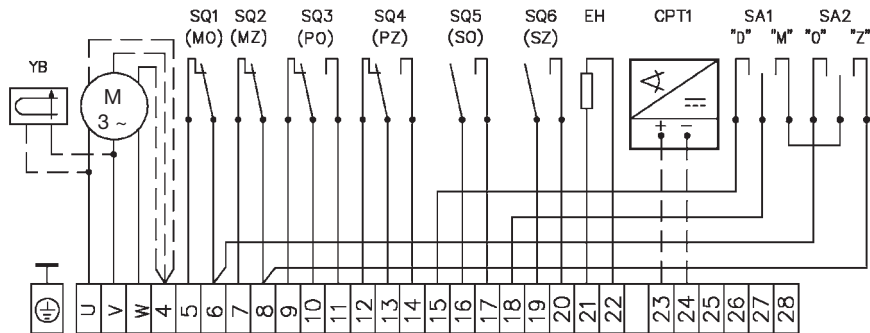 SQ1 SQ2 SQ3 SQ4 SQ5 SQ6 EH CPT1 SA1 SA2
(MO) (MZ) (PO) (PZ) (SO) (SZ) "D" "M" "O" "Z"
YB
M
3 ~
+ −
U V W 4 5 6 7 8 9 10 11 12 13 14 15 16 17 18 19 20 21 22 23 24 25 26 27 28